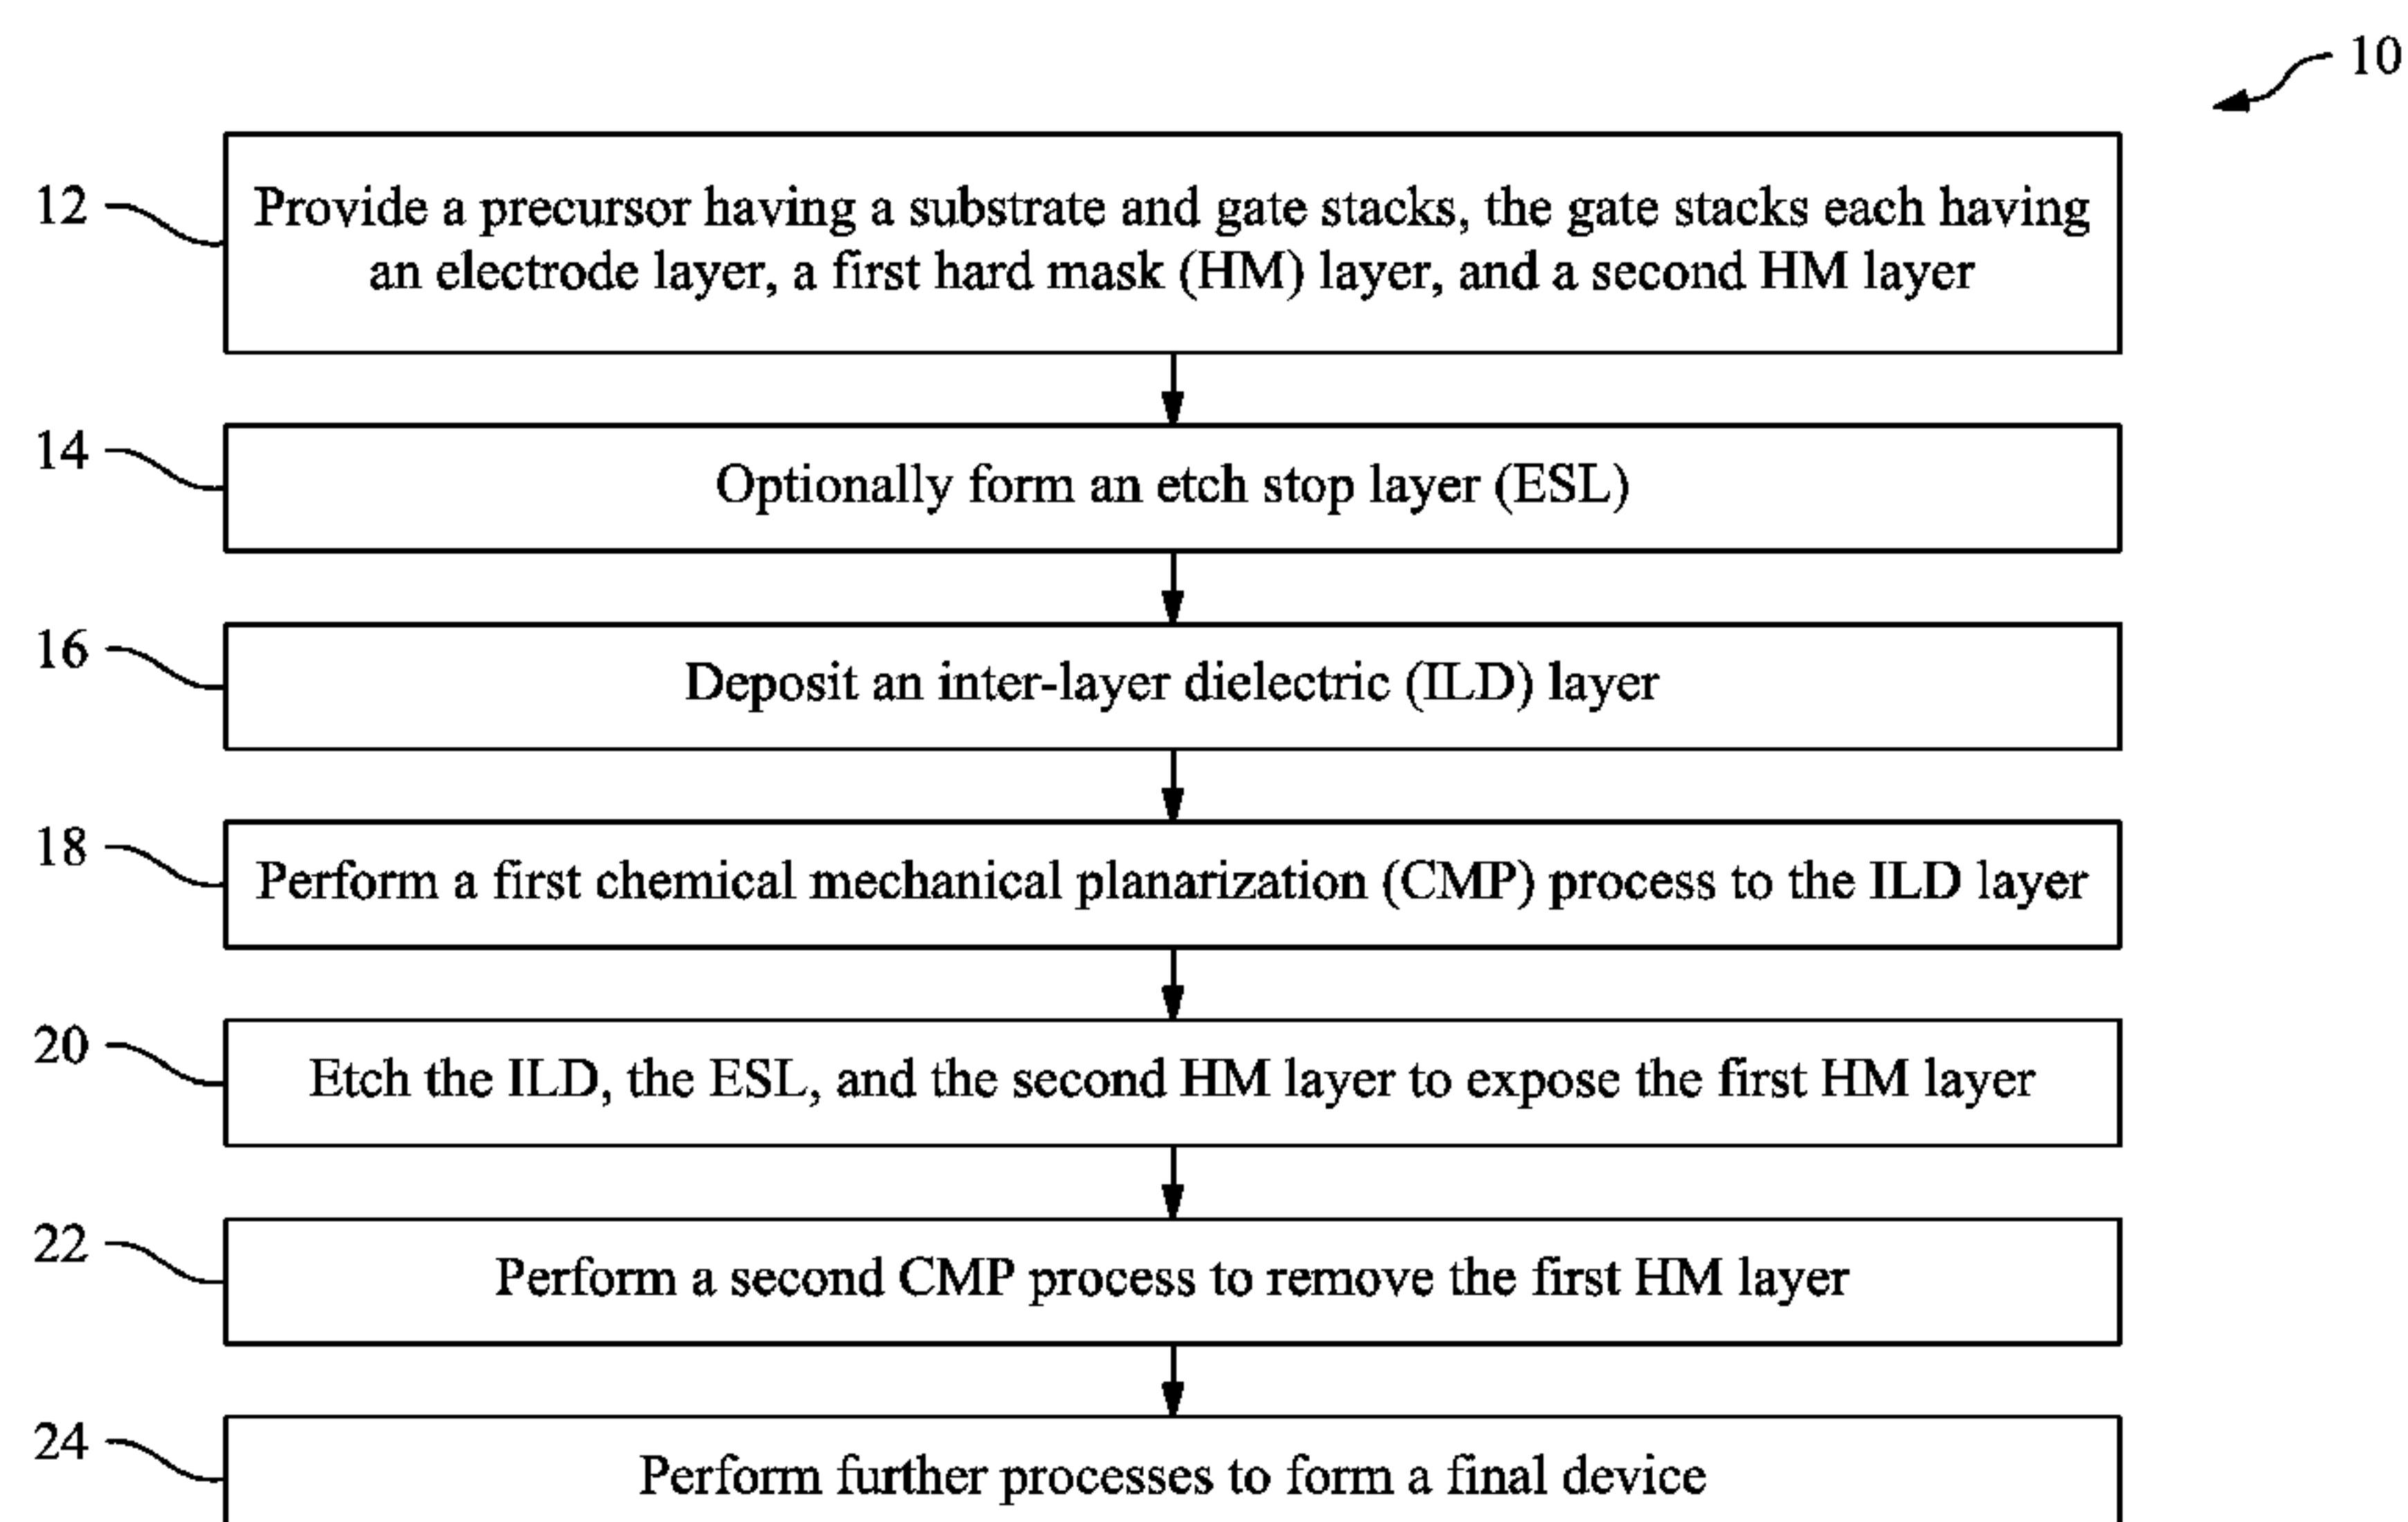 10
12
Provide a precursor having a substrate and gate stacks, the gate stacks each having
an electrode layer, a first hard mask (HM) layer, and a second HM layer
14
Optionally form an etch stop layer (ESL)
16
Deposit an inter-layer dielectric (ILD) layer
18
Perform a first chemical mechanical planarization (CMP) process to the ILD layer
20
Etch the ILD, the ESL, and the second HM layer to expose the first HM layer
22
Perform a second CMP process to remove the first HM layer
24
Perform further processes to form a final device